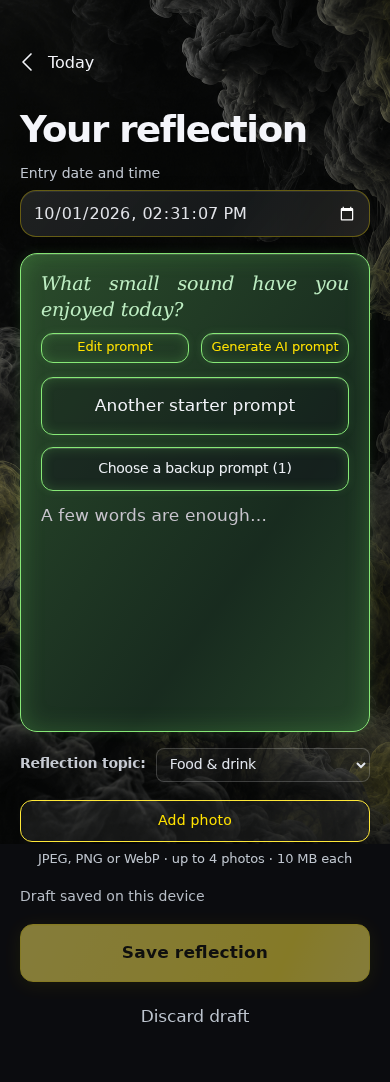 Today
Your reflection
Entry date and time
10/01/2026, 02:31:07 PM
What small sound have you
enjoyed today?
Edit prompt
Generate AI prompt
Another starter prompt
Choose a backup prompt (1)
A few words are enough...
Reflection topic:
Food & drink
Add photo
JPEG, PNG or WebP · up to 4 photos · 10 MB each
Draft saved on this device
Save reflection
Discard draft